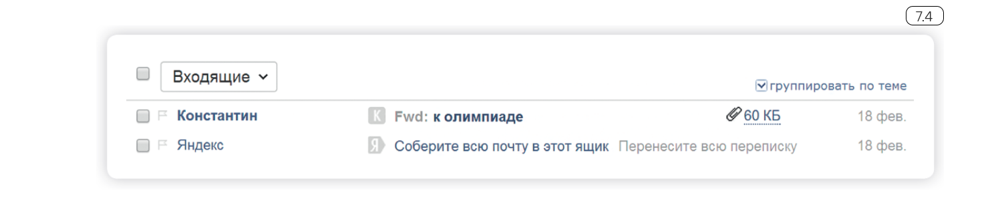 7.4
Входящие
группировать по теме
Константин К Fwd: к олимпиаде 60 КБ 18 фев.
Яндекс Я Соберите всю почту в этот ящик Перенесите всю переписку 18 фев.